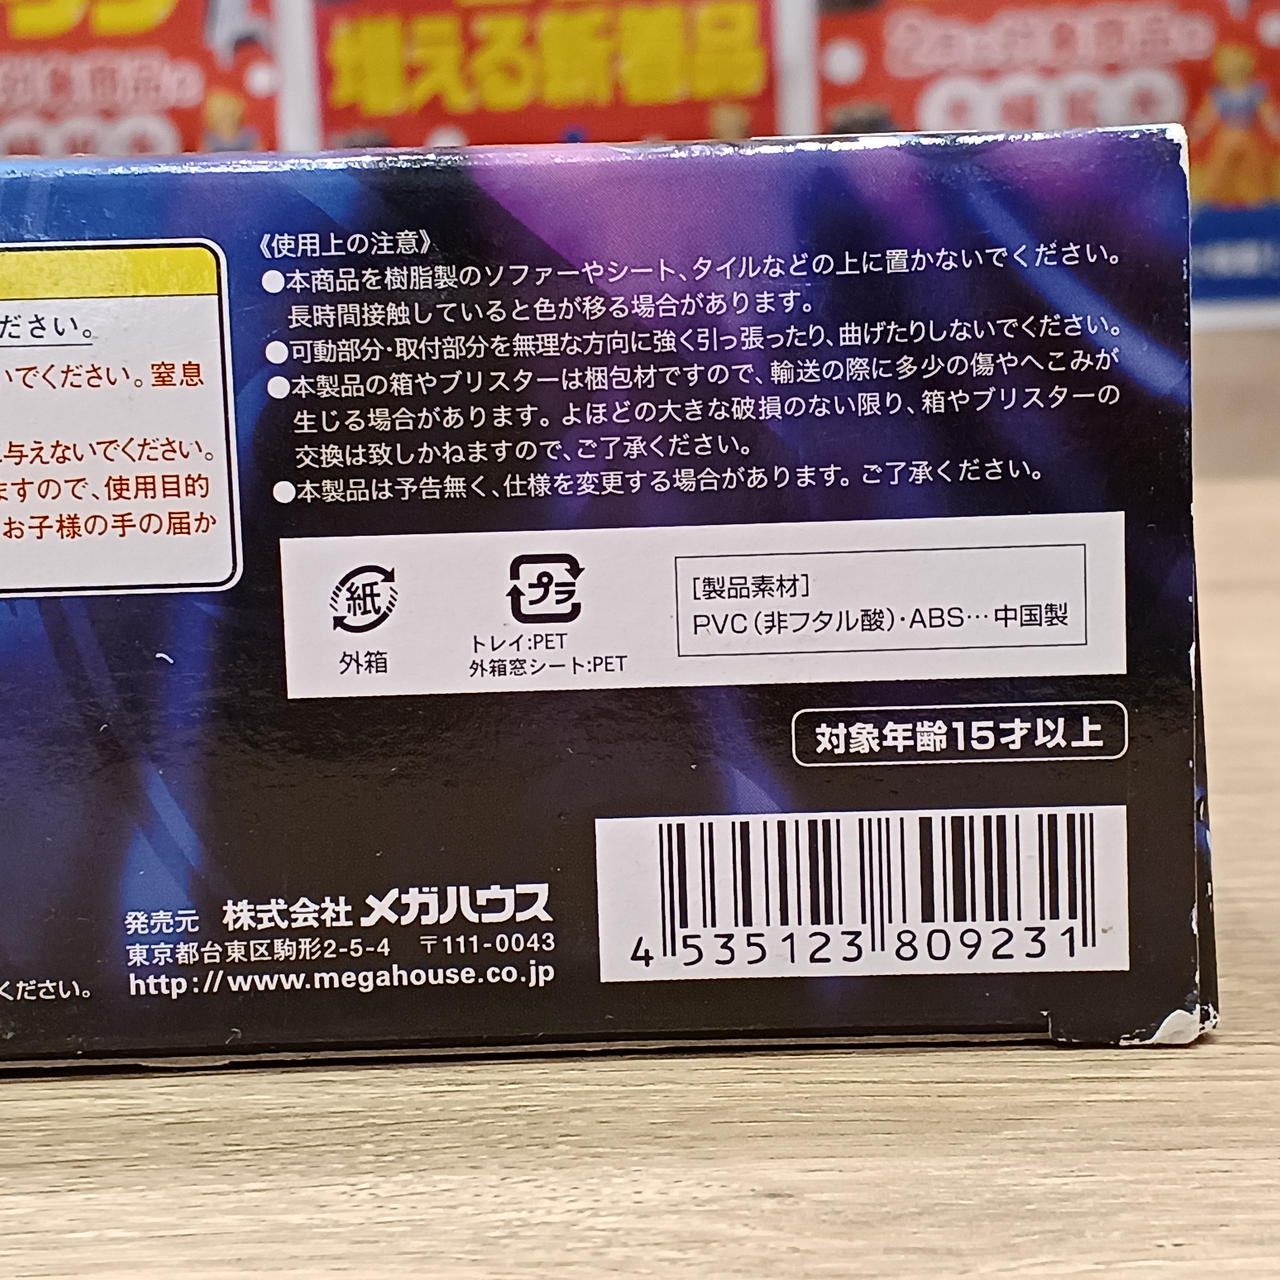 増える新着品
ださい。
いでください。窒息
与えないでください。
ますので、使用目的
お子様の手の届か
ください。
《使用上の注意》
●本商品を樹脂製のソファーやシート、タイルなどの上に置かないでください。
長時間接触していると色が移る場合があります。
●可動部分・取付部分を無理な方向に強く引っ張ったり、曲げたりしないでください。
●本製品の箱やブリスターは梱包材ですので、輸送の際に多少の傷やへこみが
生じる場合があります。よほどの大きな破損のない限り、箱やブリスターの
交換は致しかねますので、ご了承ください。
●本製品は予告無く、仕様を変更する場合があります。ご了承ください。
紙
外箱
プラ
トレイ:PET
外箱窓シート:PET
[製品素材]
PVC(非フタル酸)・ABS…中国製
対象年齢15才以上
発売元 株式会社 メガハウス
東京都台東区駒形2-5-4 〒111-0043
http://www.megahouse.co.jp
4 535123 809231